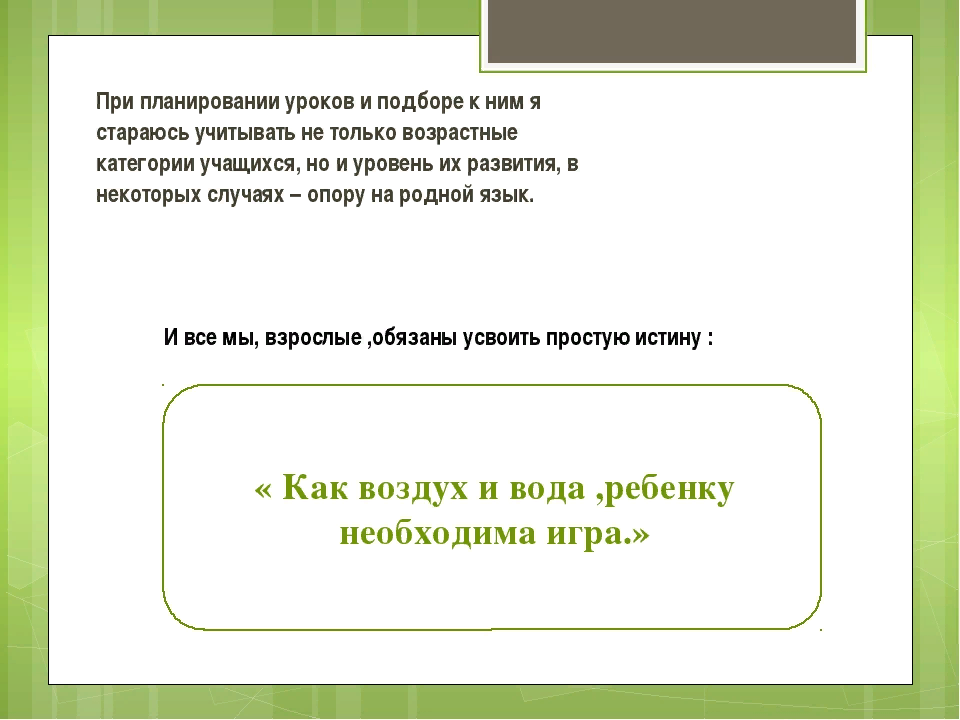 При планировании уроков и подборе к ним я
стараюсь учитывать не только возрастные
категории учащихся, но и уровень их развития, в
некоторых случаях – опору на родной язык.
И все мы, взрослые ,обязаны усвоить простую истину :
« Как воздух и вода ,ребенку
необходима игра.»